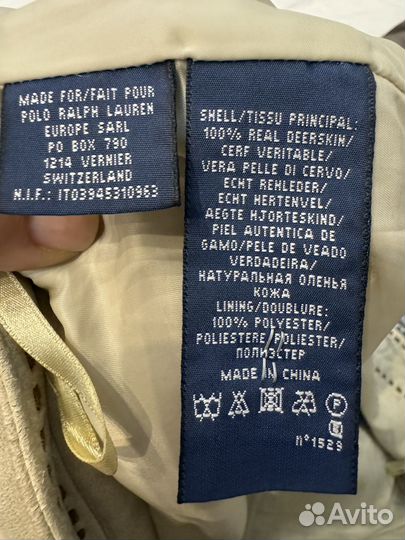 MADE FOR/FAIT POUR
POLO RALPH LAUREN
EUROPE SARL
PO BOX 790
1214 VERNIER
SWITZERLAND
N.I.F.: IT03945310963
SHELL/TISSU PRINCIPAL:
100% REAL DEERSKIN/
CERF VERITABLE/
VERA PELLE DI CERVO/
ECHT REHLEDER/
ECHT HERTENVEL/
AEGTE HJORTESKIND/
PIEL AUTENTICA DE
GAMO/PELE DE VEADO
VERDADEIRA/
НАТУРАЛЬНАЯ ОЛЕНЬЯ
КОЖА
LINING/DOUBLURE:
100% POLYESTER/
POLIESTERE/POLIESTER/
ПОЛИЭСТЕР
MADE IN CHINA
P
n°1529
Avito